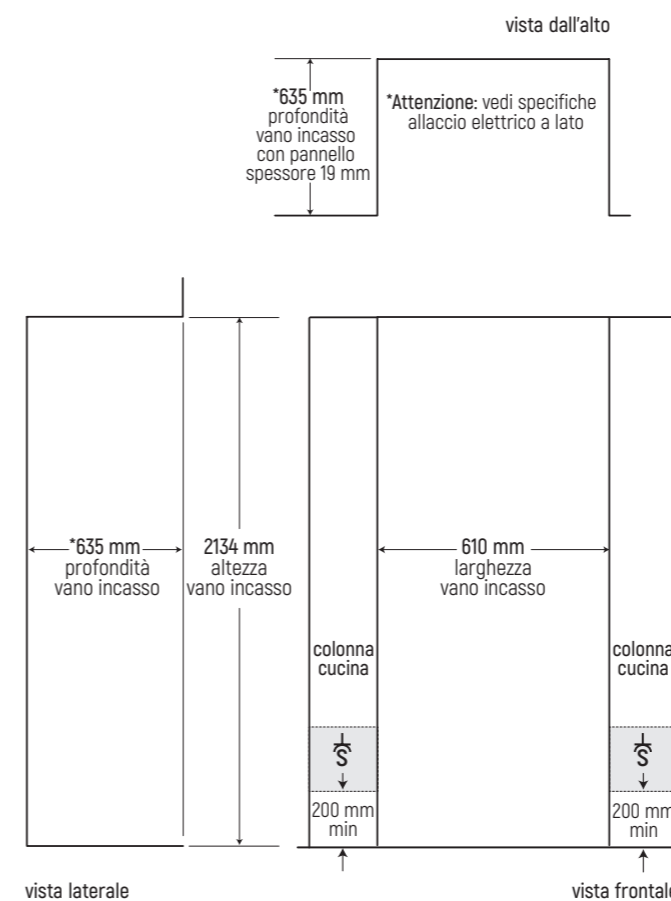 vista dall'alto
*635 mm
profondità
vano incasso
con pannello
spessore 19 mm
*Attenzione: vedi specifiche
allaccio elettrico a lato
*635 mm
profondità
vano incasso
2134 mm
altezza
vano incasso
610 mm
larghezza
vano incasso
colonna
cucina
colonna
cucina
S
S
200 mm
min
200 mm
min
vista laterale
vista frontale